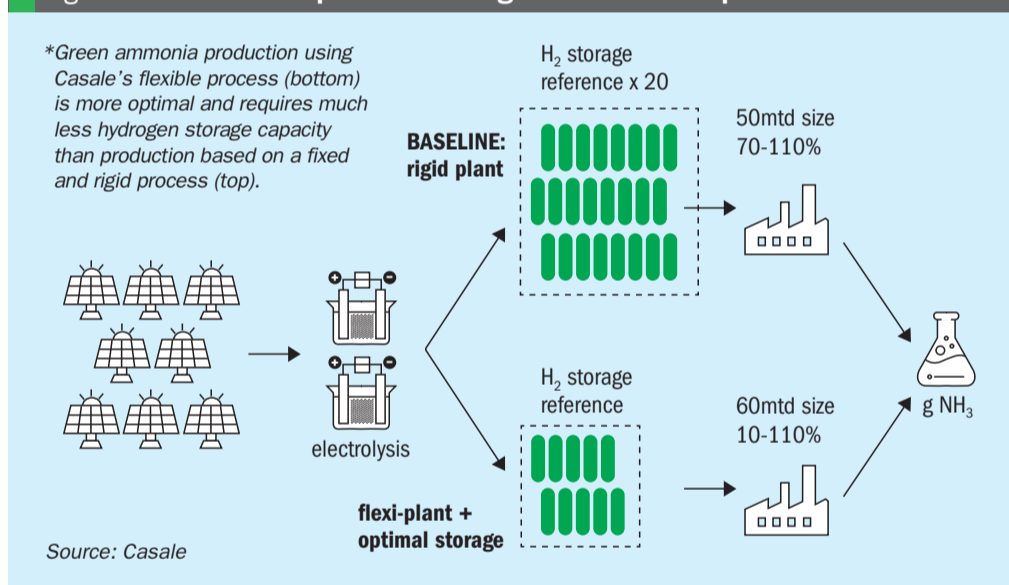 *Green ammonia production using
Casale's flexible process (bottom)
is more optimal and requires much
less hydrogen storage capacity
than production based on a fixed
and rigid process (top).
BASELINE:
rigid plant
H₂ storage
reference x 20
50mtd size
70-110%
electrolysis
H₂ storage
reference
60mtd size
10-110%
g NH₃
flexi-plant +
optimal storage
Source: Casale